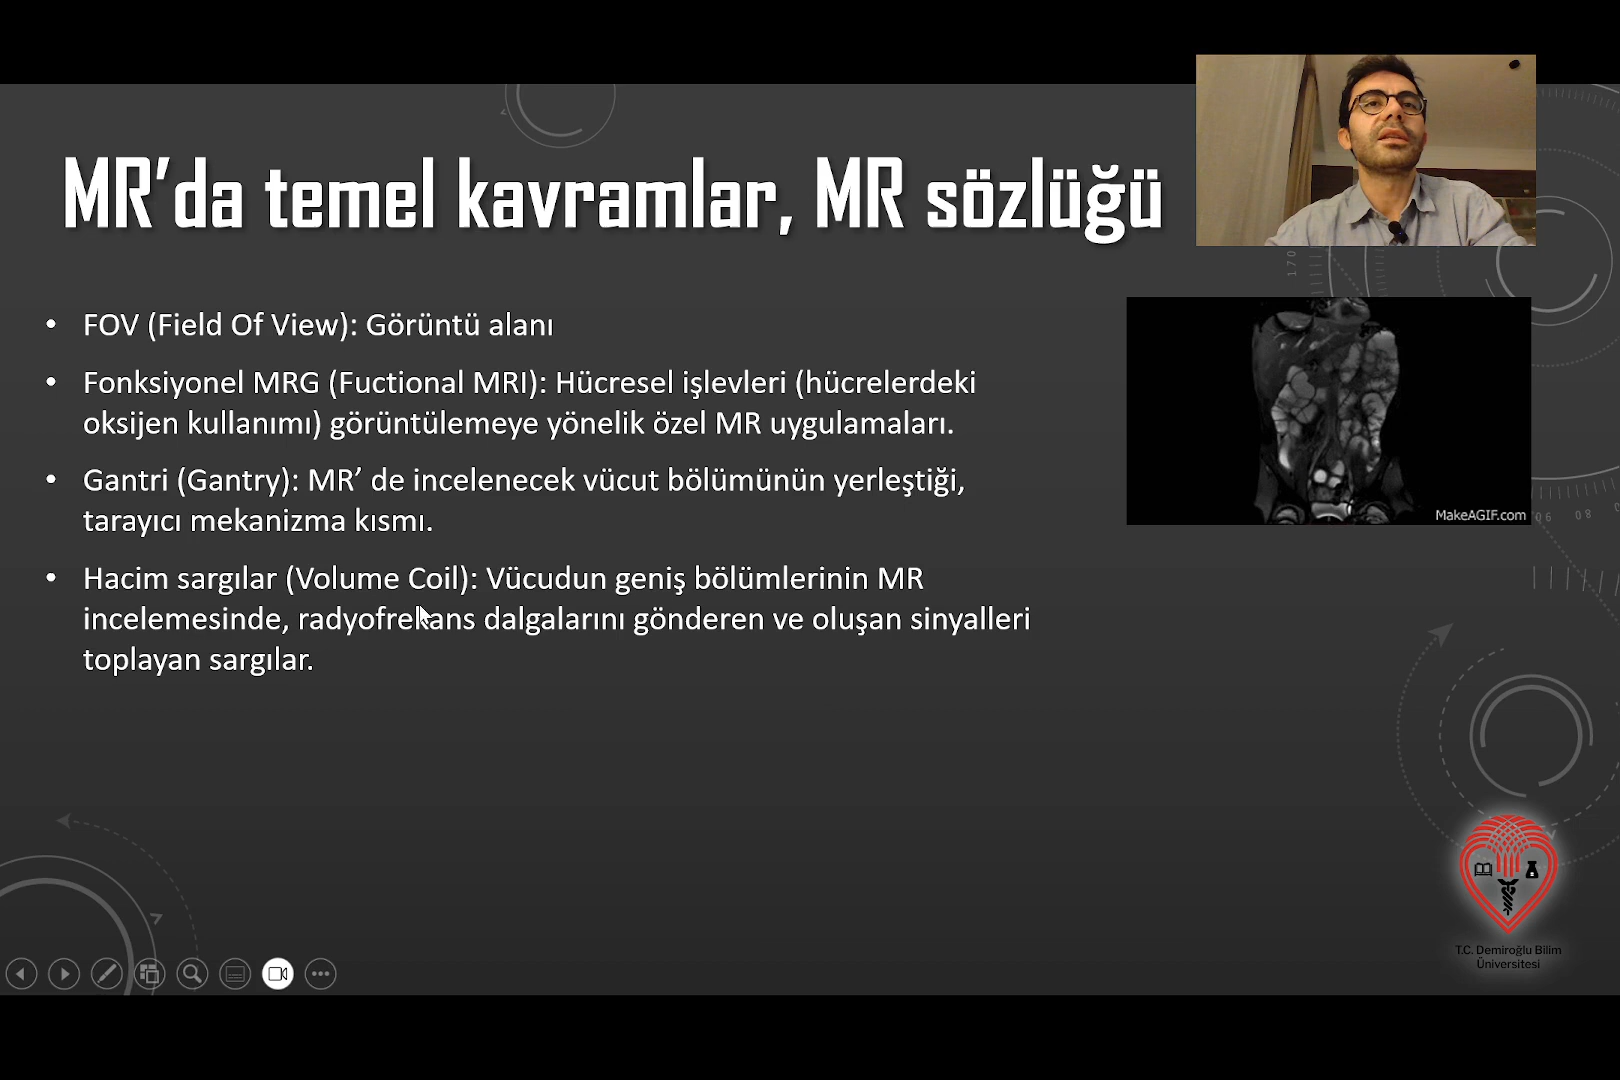 MR’da temel kavramlar, MR sözlüğü
• FOV (Field Of View): Görüntü alanı
• Fonksiyonel MRG (Fuctional MRI): Hücresel işlevleri (hücrelerdeki
oksijen kullanımı) görüntülemeye yönelik özel MR uygulamaları.
• Gantri (Gantry): MR’ de incelenecek vücut bölümünün yerleştiği,
tarayıcı mekanizma kısmı.
• Hacim sargılar (Volume Coil): Vücudun geniş bölümlerinin MR
incelemesinde, radyofrekans dalgalarını gönderen ve oluşan sinyalleri
toplayan sargılar.
170
MakeAGIF.com
90 80
T.C. Demiroğlu Bilim
Üniversitesi